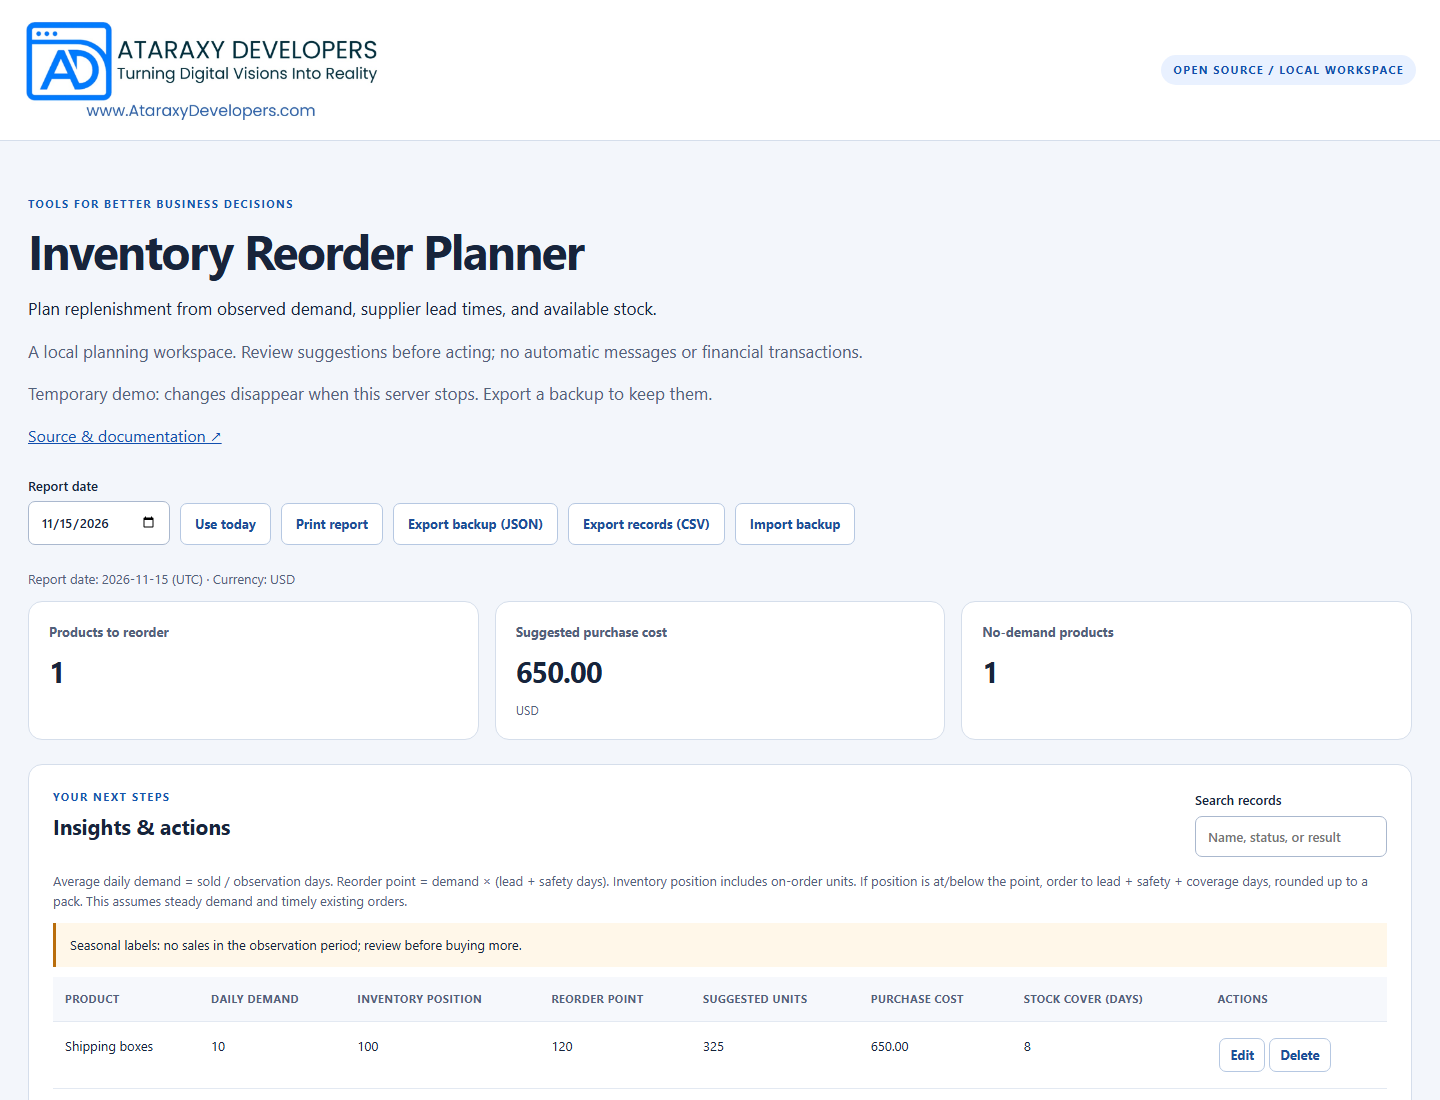 AD
ATARAXY DEVELOPERS
Turning Digital Visions Into Reality
www.AtaraxyDevelopers.com
OPEN SOURCE / LOCAL WORKSPACE
TOOLS FOR BETTER BUSINESS DECISIONS
Inventory Reorder Planner
Plan replenishment from observed demand, supplier lead times, and available stock.
A local planning workspace. Review suggestions before acting; no automatic messages or financial transactions.
Temporary demo: changes disappear when this server stops. Export a backup to keep them.
Source & documentation ↗
Report date
11/15/2026 Use today Print report Export backup (JSON) Export records (CSV) Import backup
Report date: 2026-11-15 (UTC) · Currency: USD
Products to reorder Suggested purchase cost No-demand products
1 650.00 1
USD
YOUR NEXT STEPS
Search records
Insights & actions
Name, status, or result
Average daily demand = sold / observation days. Reorder point = demand × (lead + safety days). Inventory position includes on-order units. If position is at/below the point, order to lead + safety + coverage days, rounded up to a
pack. This assumes steady demand and timely existing orders.
Seasonal labels: no sales in the observation period; review before buying more.
PRODUCT DAILY DEMAND INVENTORY POSITION REORDER POINT SUGGESTED UNITS PURCHASE COST STOCK COVER (DAYS) ACTIONS
Shipping boxes 10 100 120 325 650.00 8 Edit Delete